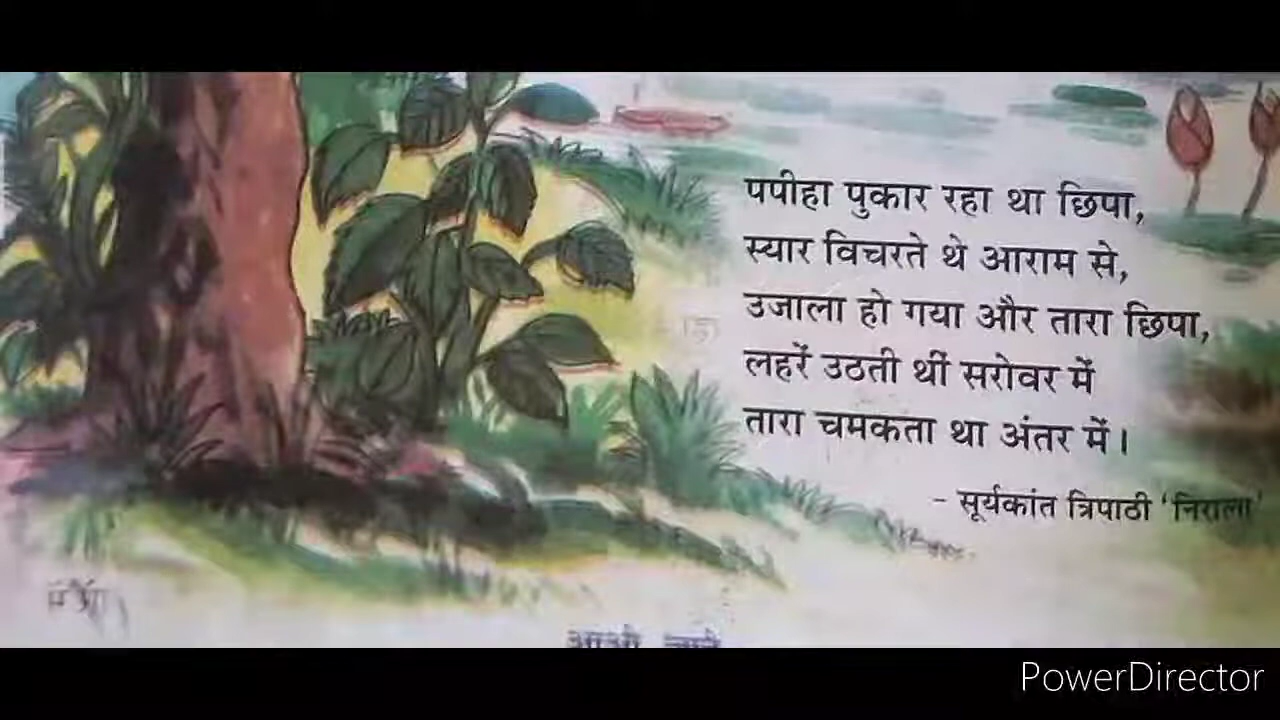 पपीहा पुकार रहा था छिपा,
स्यार विचरते थे आराम से,
उजाला हो गया और तारा छिपा,
लहरें उठती थीं सरोवर में
तारा चमकता था अंतर में।
- सूर्यकांत त्रिपाठी 'निराला'
PowerDirector